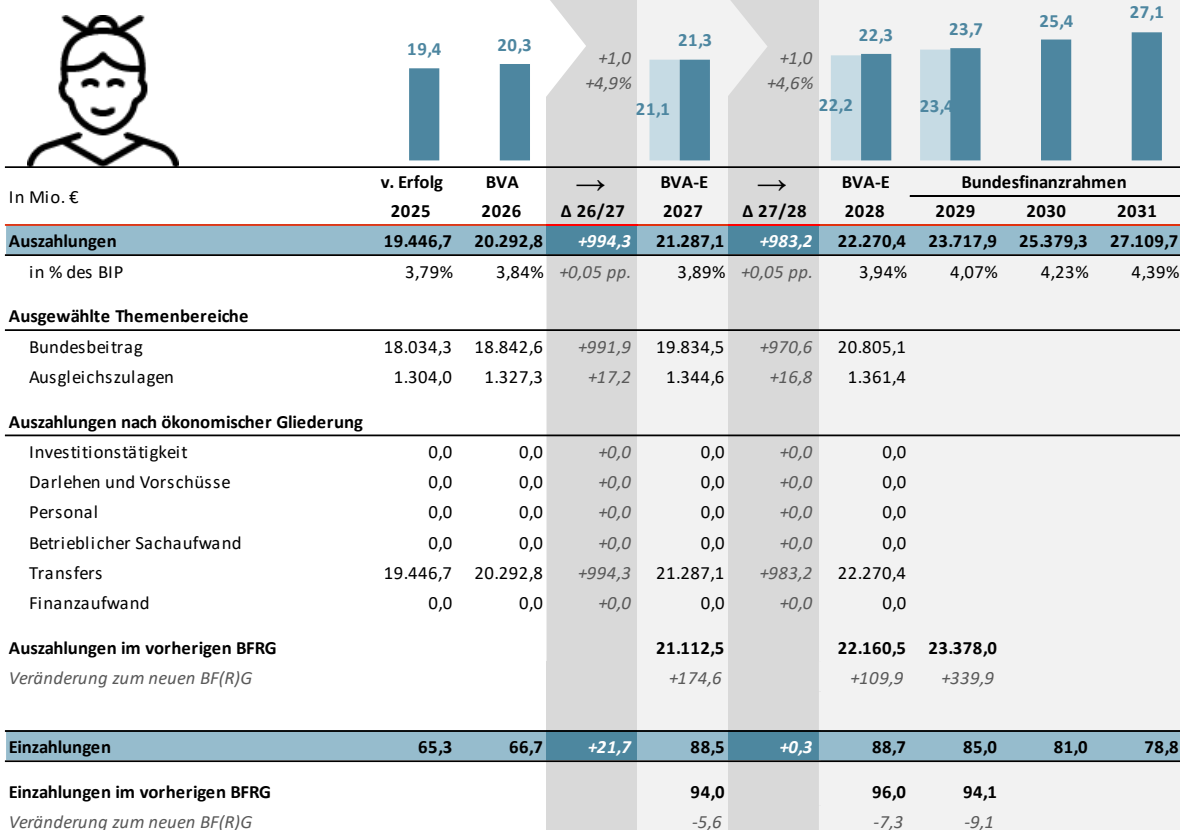 27,1
25,4
23,7
22,3
21,3
20,3
19,4
+1,0
+1,0
+4,9%
+4,6%
21,1
22,2
23,4
In Mio. €
v. Erfolg BVA → BVA-E → BVA-E Bundesfinanzrahmen
2025 2026 Δ 26/27 2027 Δ 27/28 2028 2029 2030 2031
Auszahlungen 19.446,7 20.292,8 +994,3 21.287,1 +983,2 22.270,4 23.717,9 25.379,3 27.109,7
in % des BIP 3,79% 3,84% +0,05 pp. 3,89% +0,05 pp. 3,94% 4,07% 4,23% 4,39%
Ausgewählte Themenbereiche
Bundesbeitrag 18.034,3 18.842,6 +991,9 19.834,5 +970,6 20.805,1
Ausgleichszulagen 1.304,0 1.327,3 +17,2 1.344,6 +16,8 1.361,4
Auszahlungen nach ökonomischer Gliederung
Investitionstätigkeit 0,0 0,0 +0,0 0,0 +0,0 0,0
Darlehen und Vorschüsse 0,0 0,0 +0,0 0,0 +0,0 0,0
Personal 0,0 0,0 +0,0 0,0 +0,0 0,0
Betrieblicher Sachaufwand 0,0 0,0 +0,0 0,0 +0,0 0,0
Transfers 19.446,7 20.292,8 +994,3 21.287,1 +983,2 22.270,4
Finanzaufwand 0,0 0,0 +0,0 0,0 +0,0 0,0
Auszahlungen im vorherigen BFRG 21.112,5 22.160,5 23.378,0
Veränderung zum neuen BF(R)G +174,6 +109,9 +339,9
Einzahlungen 65,3 66,7 +21,7 88,5 +0,3 88,7 85,0 81,0 78,8
Einzahlungen im vorherigen BFRG 94,0 96,0 94,1
Veränderung zum neuen BF(R)G -5,6 -7,3 -9,1